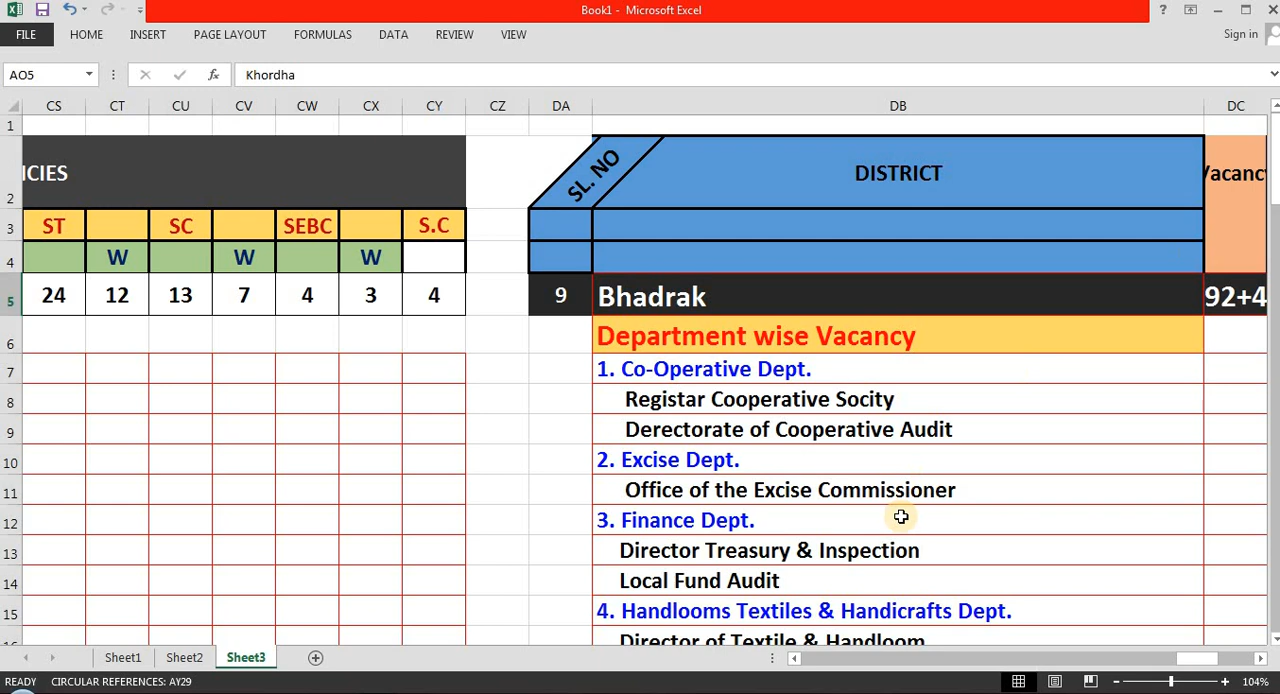 Book1 - Microsoft Excel
?
FILE HOME INSERT PAGE LAYOUT FORMULAS DATA REVIEW VIEW Sign in
AO5 fx Khordha
CS CT CU CV CW CX CY CZ DA DB DC
1
2 ICIES SL. NO DISTRICT Vacanc
3 ST SC SEBC S.C
4 W W W
5 24 12 13 7 4 3 4 9 Bhadrak 92+4
6 Department wise Vacancy
7 1. Co-Operative Dept.
8 Registar Cooperative Socity
9 Derectorate of Cooperative Audit
10 2. Excise Dept.
11 Office of the Excise Commissioner
12 3. Finance Dept.
13 Director Treasury & Inspection
14 Local Fund Audit
15 4. Handlooms Textiles & Handicrafts Dept.
16 Director of Textile & Handloom
Sheet1 Sheet2 Sheet3
READY CIRCULAR REFERENCES: AY29 104%